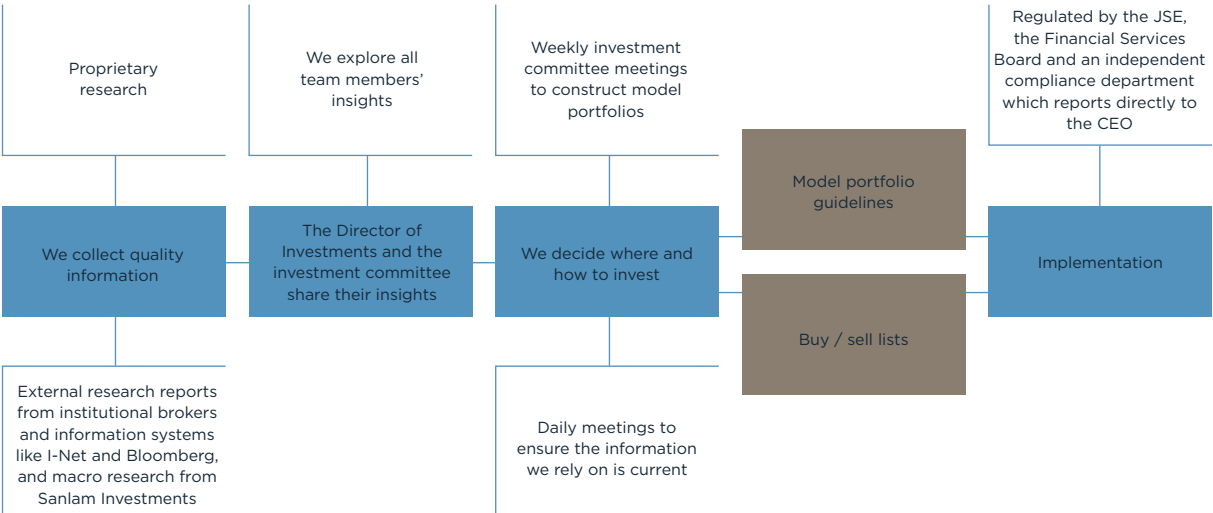 Proprietary
research
We explore all
team members’
insights
Weekly investment
committee meetings
to construct model
portfolios
Regulated by the JSE,
the Financial Services
Board and an independent
compliance department
which reports directly to
the CEO
We collect quality
information
The Director of
Investments and the
investment committee
share their insights
We decide where and
how to invest
Model portfolio
guidelines
Buy / sell lists
Implementation
External research reports
from institutional brokers
and information systems
like I-Net and Bloomberg,
and macro research from
Sanlam Investments
Daily meetings to
ensure the information
we rely on is current